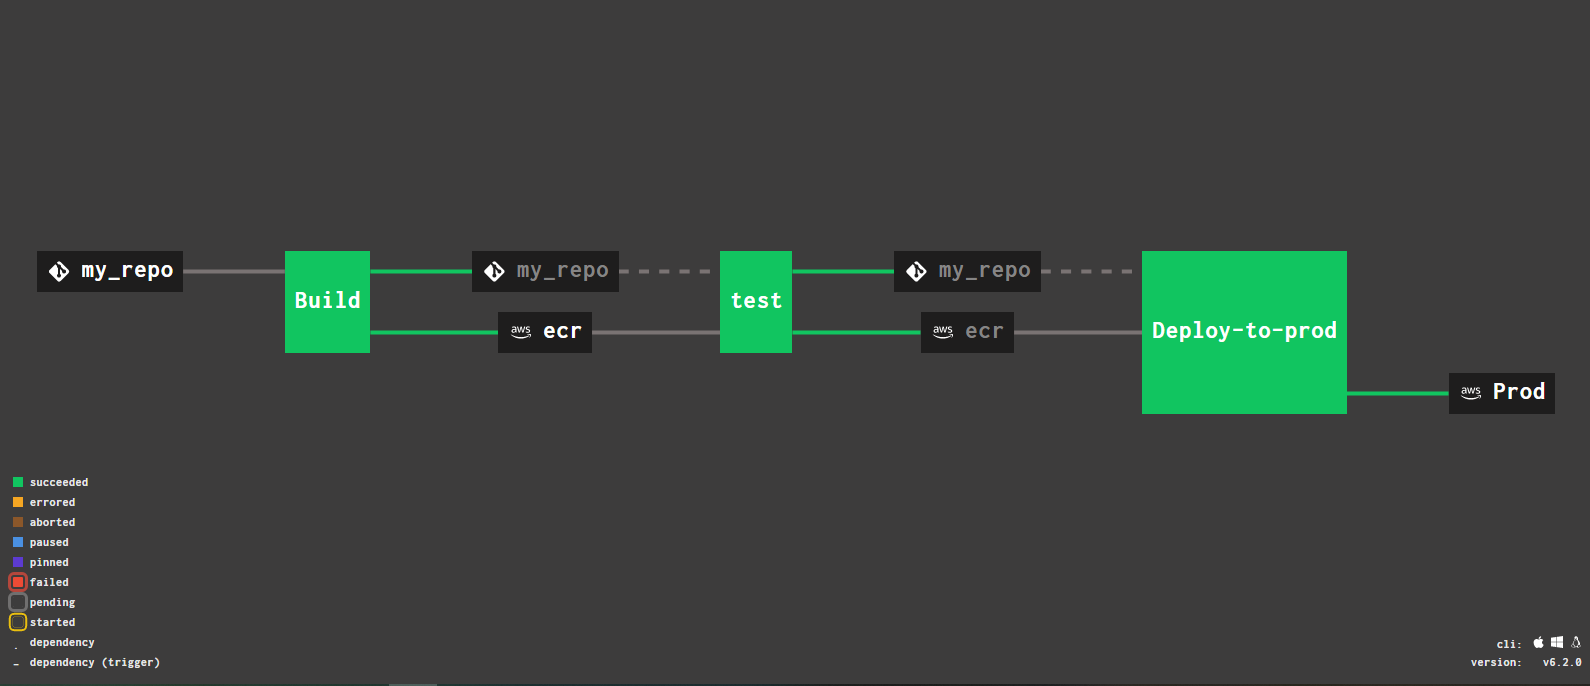 my_repo
Build
my_repo
aws ecr
test
my_repo
aws ecr
Deploy-to-prod
aws Prod
succeeded
errored
aborted
paused
pinned
failed
pending
started
dependency
dependency (trigger)
cli:
version: v6.2.0